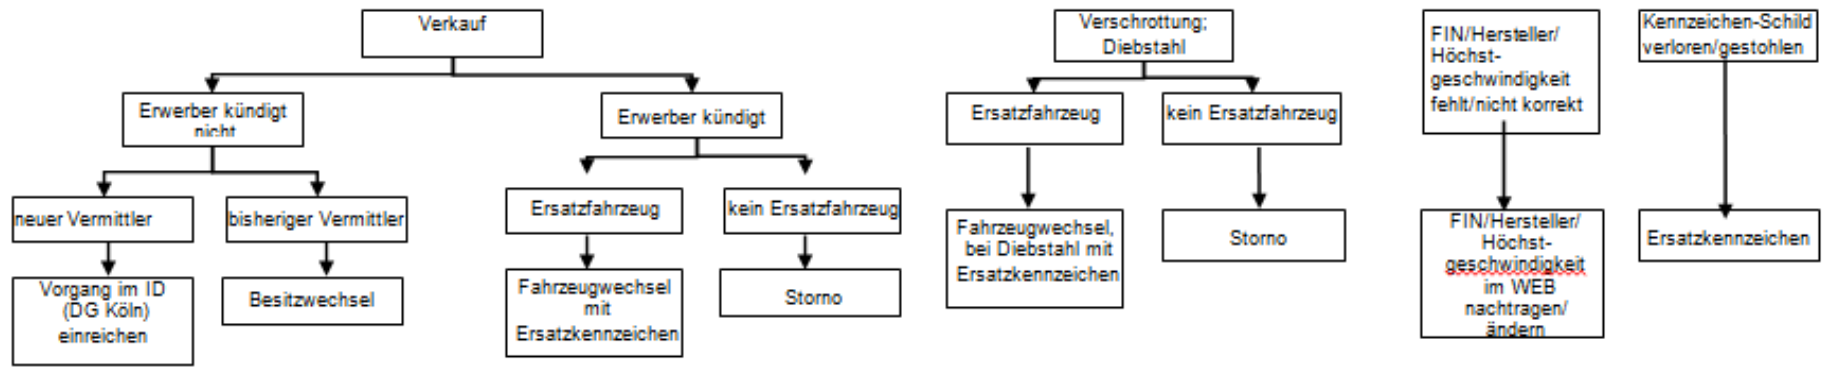 Verkauf
Verschrottung;
Diebstahl
FIN/Hersteller/
Höchst-
geschwindigkeit
fehlt/nicht korrekt
Kennzeichen-Schild
verloren/gestohlen
Erwerber kündigt
nicht
Erwerber kündigt
Ersatzfahrzeug
kein Ersatzfahrzeug
neuer Vermittler
bisheriger Vermittler
Ersatzfahrzeug
kein Ersatzfahrzeug
Fahrzeugwechsel,
bei Diebstahl mit
Ersatzkennzeichen
Storno
FIN/Hersteller/
Höchst-
geschwindigkeit
im WEB
nachtragen/
ändern
Ersatzkennzeichen
Vorgang im ID
(DG Köln)
einreichen
Besitzwechsel
Fahrzeugwechsel
mit
Ersatzkennzeichen
Storno